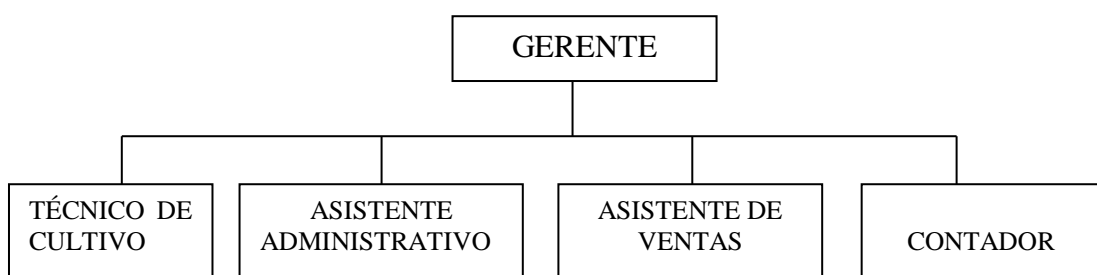 GERENTE
TÉCNICO DE
CULTIVO
ASISTENTE
ADMINISTRATIVO
ASISTENTE DE
VENTAS
CONTADOR